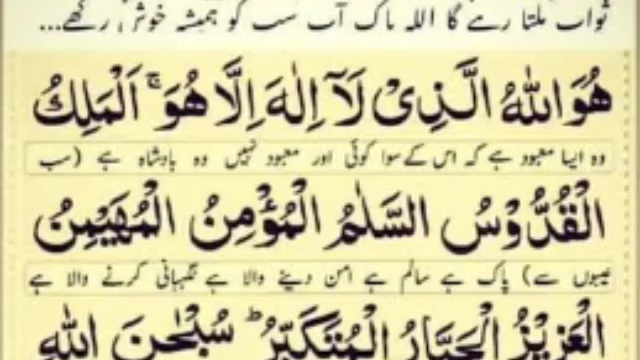 ثواب ملتا رہے گا اللہ پاک آپ سب کو ہمیشہ خوش رکھے...
هُوَ اللهُ الَّذِیْ لَاۤ اِلٰهَ اِلَّا هُوَ ۚ اَلْمَلِكُ
وہ ایسا معبود ہے کہ اس کے سوا کوئی اور معبود نہیں وہ بادشاہ ہے (سب
الْقُدُّوْسُ السَّلٰمُ الْمُؤْمِنُ الْمُهَیْمِنُ
عیبوں سے) پاک ہے سالم ہے امن دینے والا ہے نگہبانی کرنے والا ہے
الْعَزِیْزُ الْجَبَّارُ الْمُتَكَبِّرُ ؕ سُبْحٰنَ اللهِ